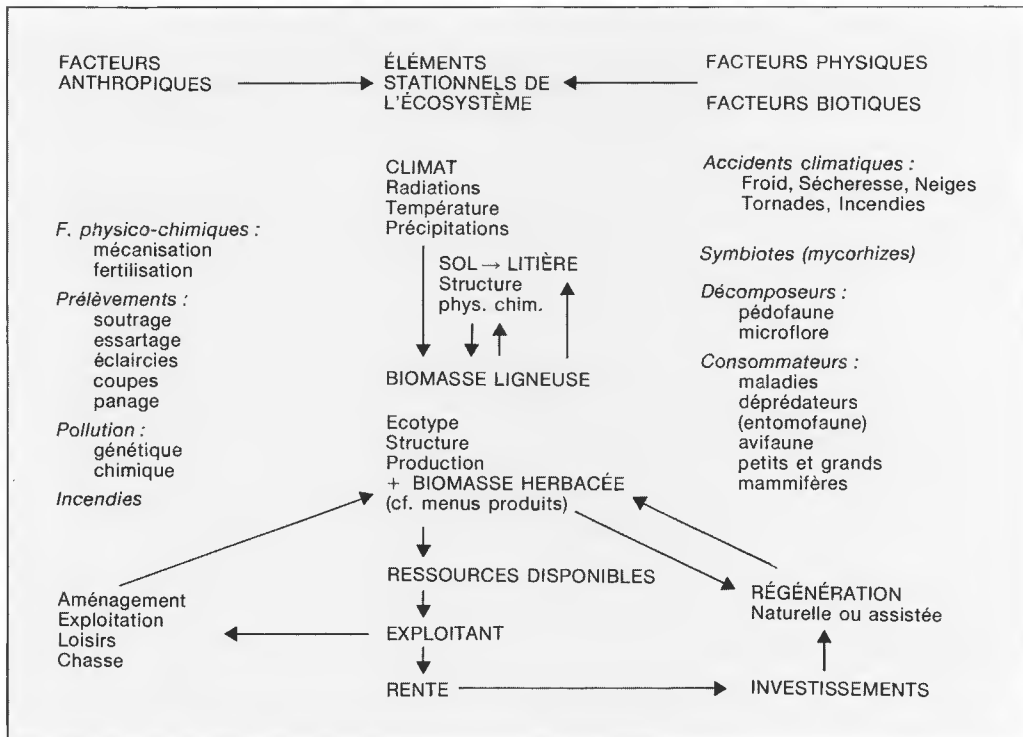 FACTEURS
ANTHROPIQUES
ÉLÉMENTS
STATIONNELS DE
L'ÉCOSYSTÈME
FACTEURS PHYSIQUES
FACTEURS BIOTIQUES
F. physico-chimiques :
mécanisation
fertilisation
Prélèvements :
soutrage
essartage
éclaircies
coupes
panage
Pollution :
génétique
chimique
Incendies
CLIMAT
Radiations
Température
Précipitations
SOL → LITIÈRE
Structure
phys. chim.
BIOMASSE LIGNEUSE
Ecotype
Structure
Production
+ BIOMASSE HERBACÉE
(cf. menus produits)
Accidents climatiques :
Froid, Sécheresse, Neiges
Tornades, Incendies
Symbiotes (mycorhizes)
Décomposeurs :
pédofaune
microflore
Consommateurs :
maladies
déprédateurs
(entomofaune)
avifaune
petits et grands
mammifères
RESSOURCES DISPONIBLES
Aménagement
Exploitation
Loisirs
Chasse
EXPLOITANT
RÉGÉNÉRATION
Naturelle ou assistée
RENTE
INVESTISSEMENTS